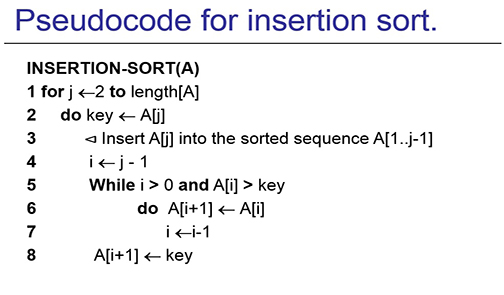 Pseudocode for insertion sort.
INSERTION-SORT(A)
1 for j ←2 to length[A]
2 do key ← A[j]
3 ⊲ Insert A[j] into the sorted sequence A[1..j-1]
4 i ← j - 1
5 While i > 0 and A[i] > key
6 do A[i+1] ← A[i]
7 i ←i-1
8 A[i+1] ← key